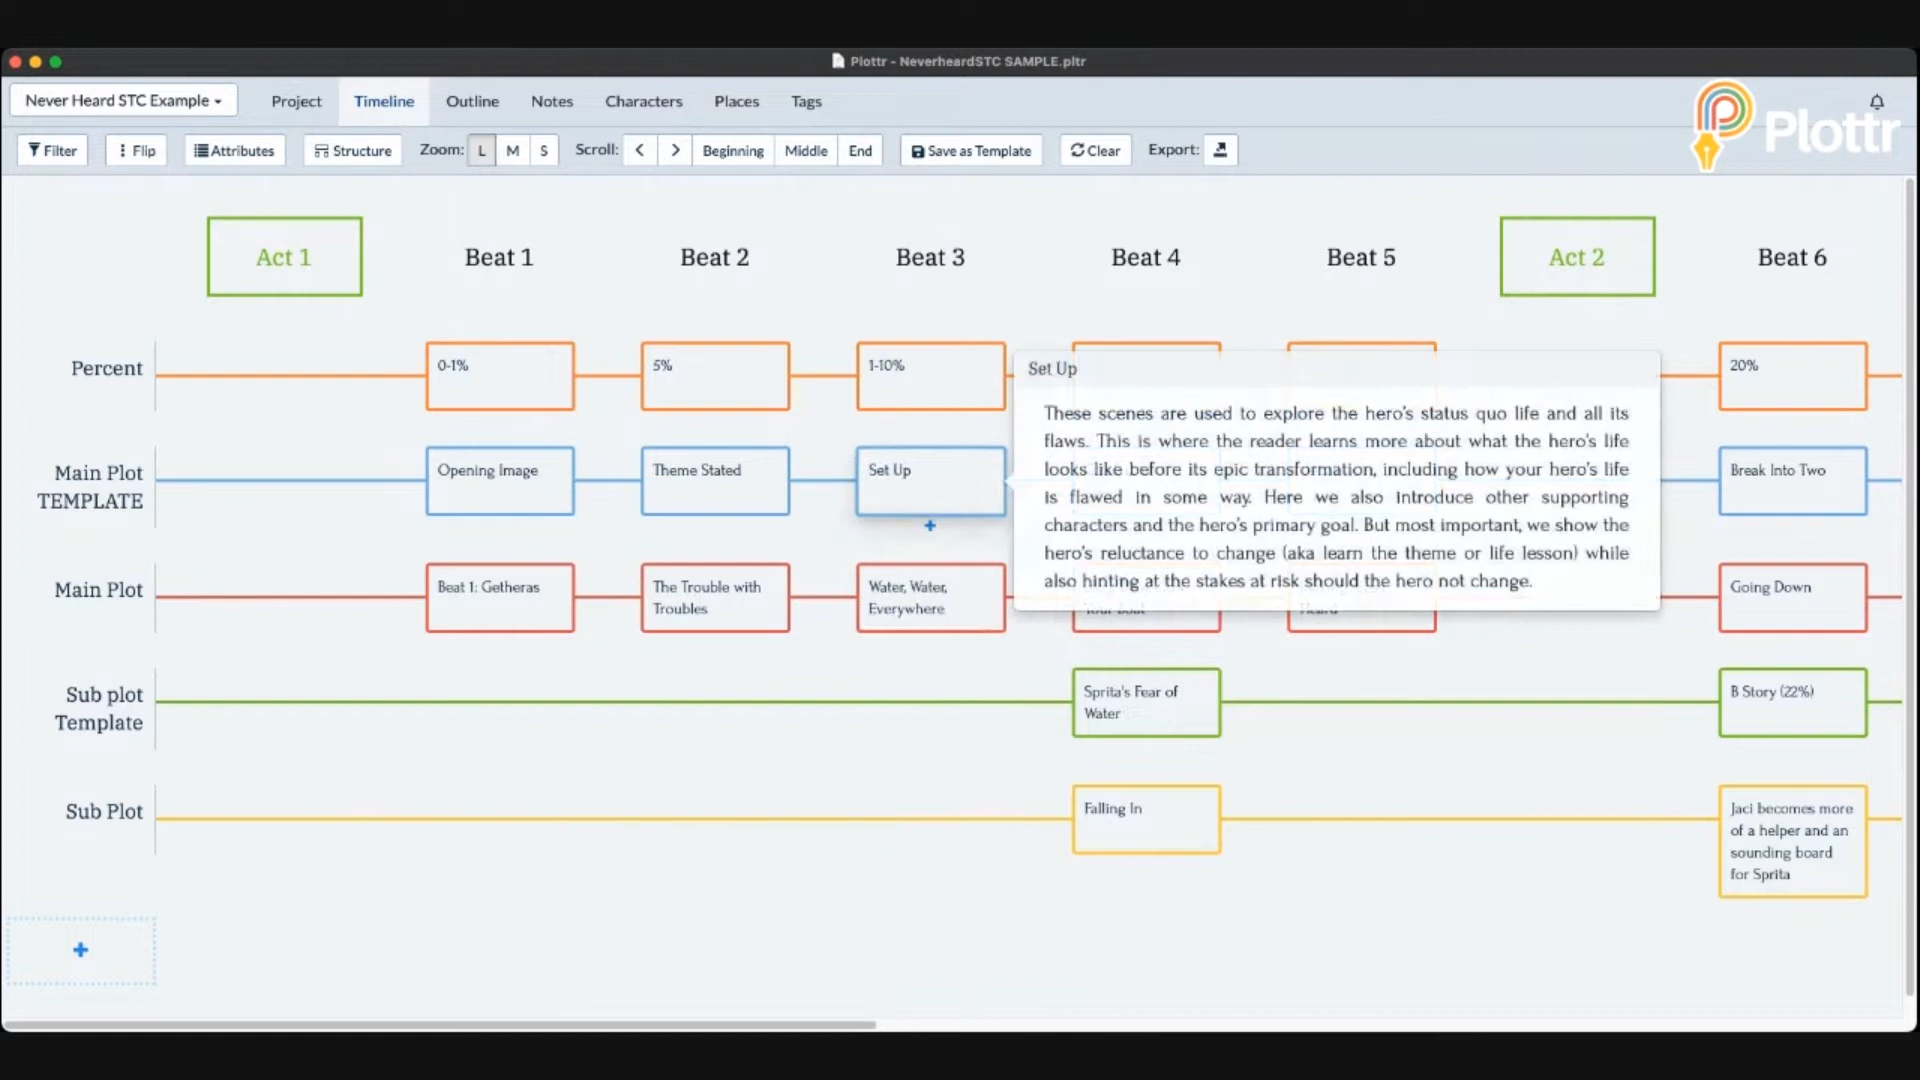 Plottr - NeverheardSTC SAMPLE.pltr
Never Heard STC Example
Project
Timeline
Outline
Notes
Characters
Places
Tags
Plottr
Filter
Flip
Attributes
Structure
Zoom:
L
M
S
Scroll:
Beginning
Middle
End
Save as Template
Clear
Export:
Act 1
Beat 1
Beat 2
Beat 3
Beat 4
Beat 5
Act 2
Beat 6
Percent
0-1%
5%
1-10%
20%
Set Up
These scenes are used to explore the hero's status quo life and all its
flaws. This is where the reader learns more about what the hero's life
looks like before its epic transformation, including how your hero's life
is flawed in some way. Here we also introduce other supporting
characters and the hero's primary goal. But most important, we show the
hero's reluctance to change (aka learn the theme or life lesson) while
also hinting at the stakes at risk should the hero not change.
Main Plot
TEMPLATE
Opening Image
Theme Stated
Set Up
Break Into Two
Main Plot
Beat 1: Getheras
The Trouble with
Troubles
Water, Water,
Everywhere
Your Boat
Heard
Going Down
Sub plot
Template
Sprita's Fear of
Water
B Story (22%)
Sub Plot
Falling In
Jaci becomes more
of a helper and an
sounding board
for Sprita